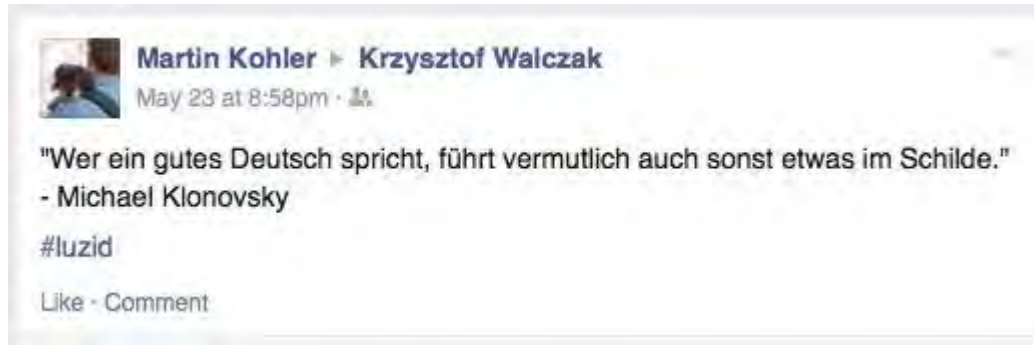 Martin Kohler ▸ Krzysztof Walczak
May 23 at 8:58pm ·
"Wer ein gutes Deutsch spricht, führt vermutlich auch sonst etwas im Schilde."
- Michael Klonovsky
#luzid
Like · Comment